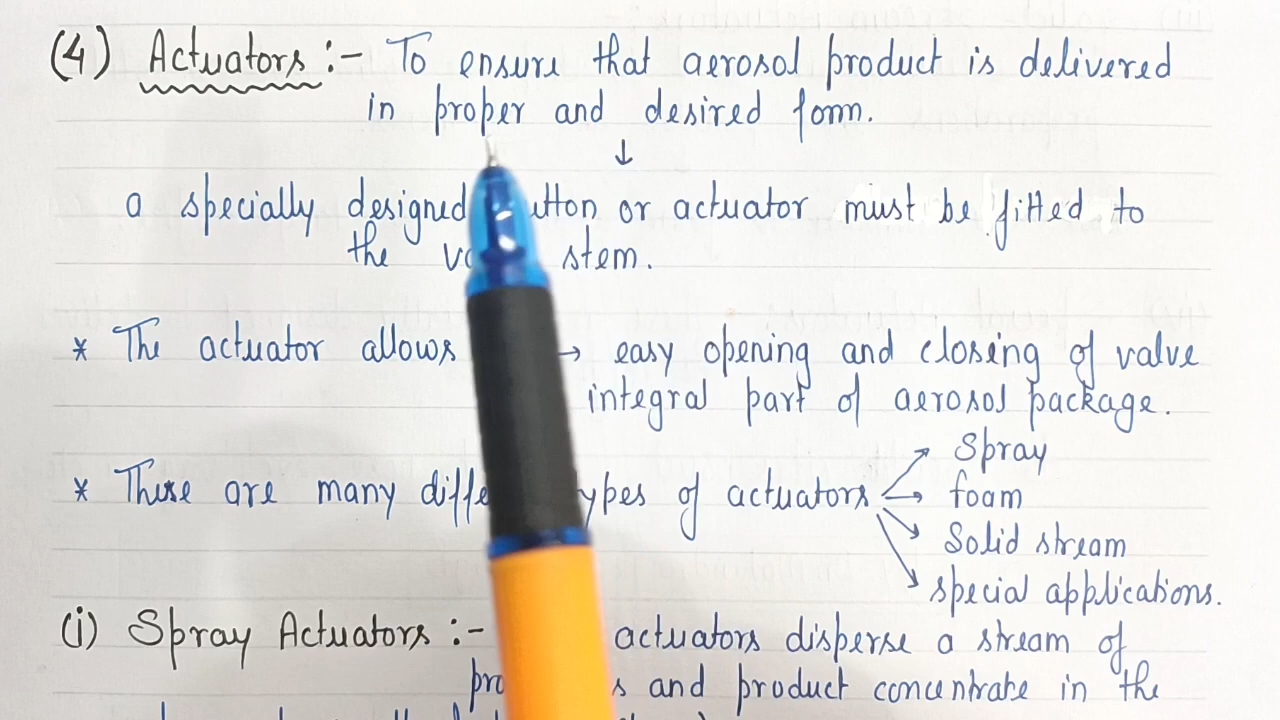 (4) Actuators :- To ensure that aerosol product is delivered
in proper and desired form.
↓
a specially designed utton or actuator must be fitted to
the stem.
* The actuator allows → easy opening and closing of valve
integral part of aerosol package.
* There are many types of actuators
Spray
foam
Solid stream
special applications.
(i) Spray Actuators :- actuators disperse a stream of
and product concentrate in the